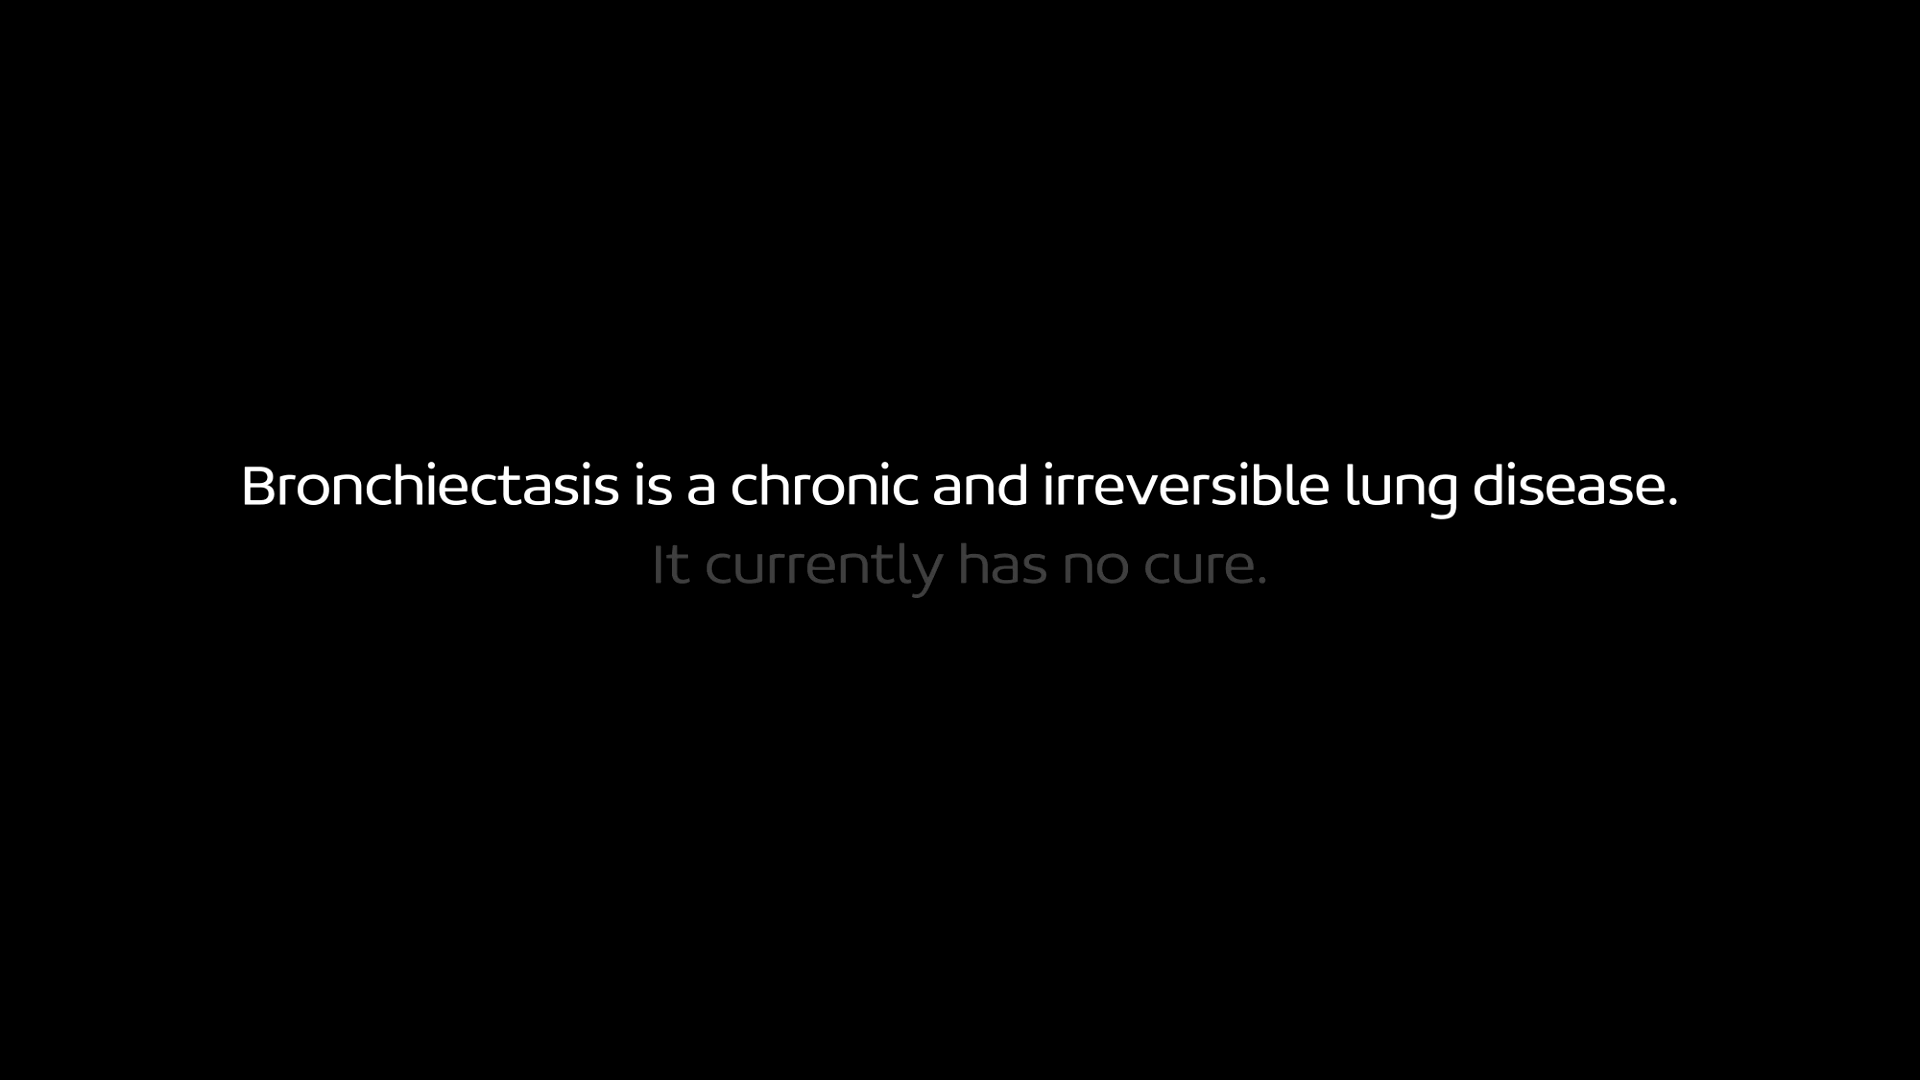 Bronchiectasis is a chronic and irreversible lung disease.
It currently has no cure.